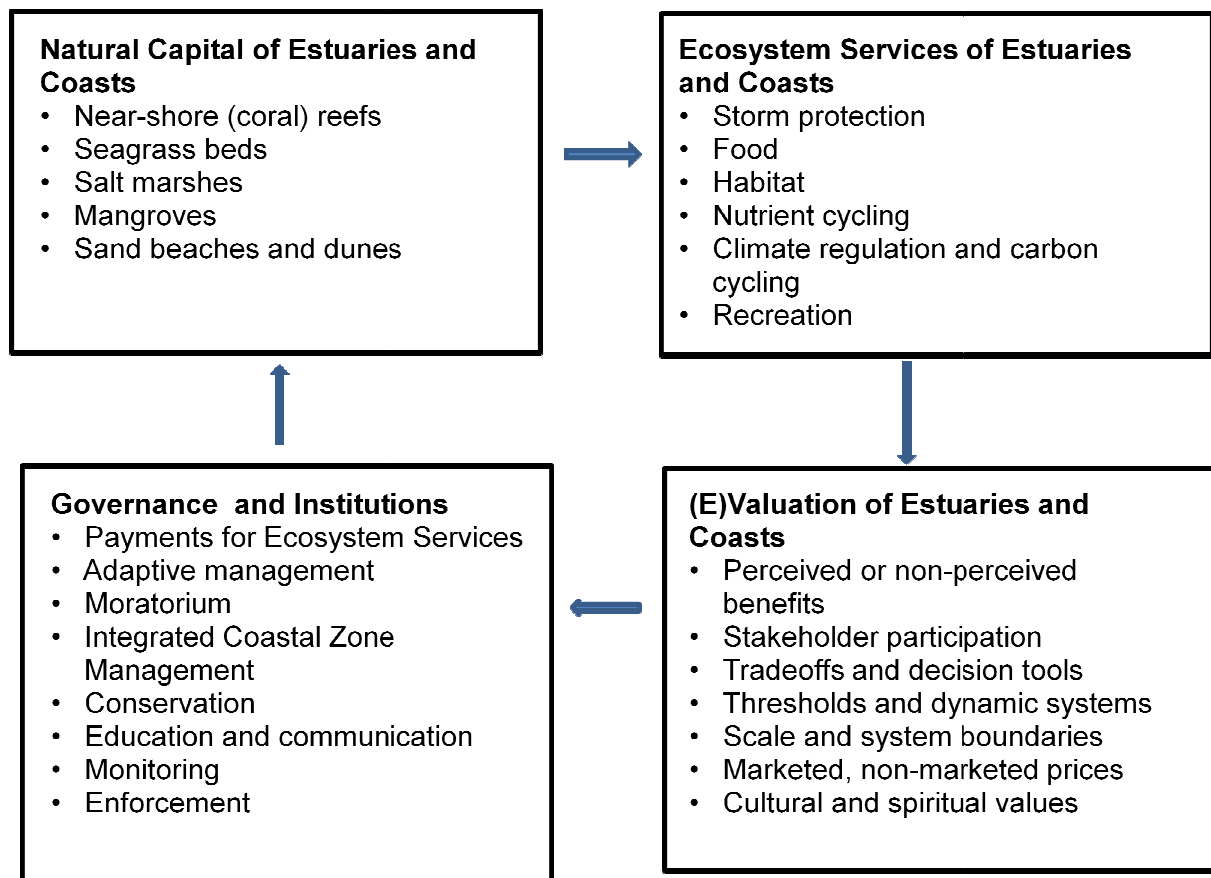 Natural Capital of Estuaries and
Coasts
• Near-shore (coral) reefs
• Seagrass beds
• Salt marshes
• Mangroves
• Sand beaches and dunes
Ecosystem Services of Estuaries
and Coasts
• Storm protection
• Food
• Habitat
• Nutrient cycling
• Climate regulation and carbon
cycling
• Recreation
Governance and Institutions
• Payments for Ecosystem Services
• Adaptive management
• Moratorium
• Integrated Coastal Zone
Management
• Conservation
• Education and communication
• Monitoring
• Enforcement
(E)Valuation of Estuaries and
Coasts
• Perceived or non-perceived
benefits
• Stakeholder participation
• Tradeoffs and decision tools
• Thresholds and dynamic systems
• Scale and system boundaries
• Marketed, non-marketed prices
• Cultural and spiritual values